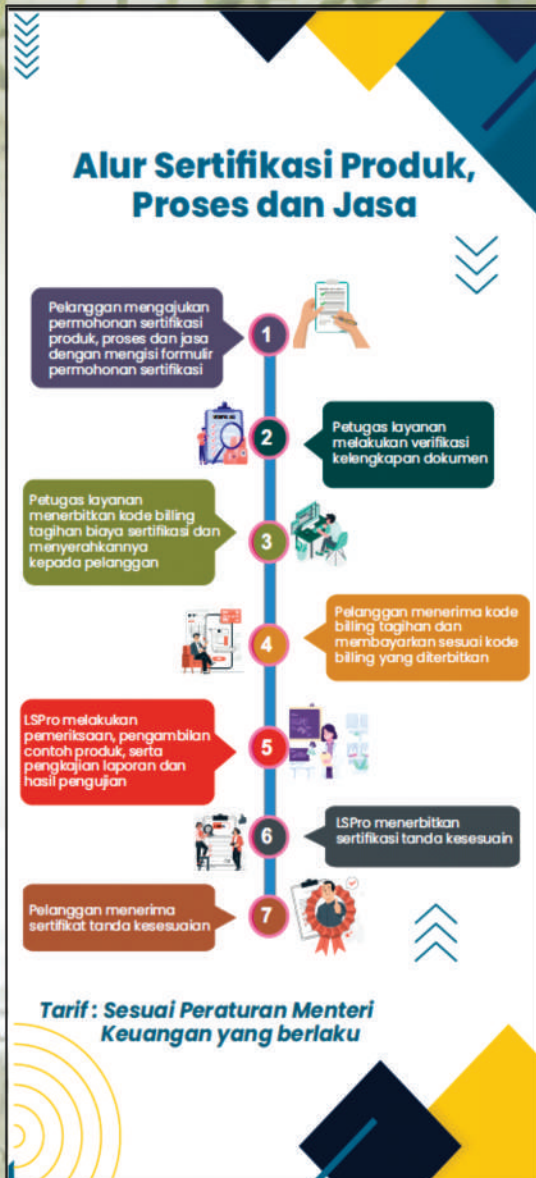 Alur Sertifikasi Produk,
Proses dan Jasa
Pelanggan mengajukan
permohonan sertifikasi
produk, proses dan jasa
dengan mengisi formulir
permohonan sertifikasi
1
2
Petugas layanan
melakukan verifikasi
kelengkapan dokumen
Petugas layanan
menerbitkan kode billing
tagihan biaya sertifikasi dan
menyerahkannya
kepada pelanggan
3
4
Pelanggan menerima kode
billing tagihan dan
membayarkan sesuai kode
billing yang diterbitkan
LSPro melakukan
pemeriksaan, pengambilan
contoh produk, serta
pengkajian laporan dan
hasil pengujian
5
6
LSPro menerbitkan
sertifikasi tanda kesesuain
Pelanggan menerima
sertifikat tanda kesesuaian
7
Tarif : Sesuai Peraturan Menteri
Keuangan yang berlaku